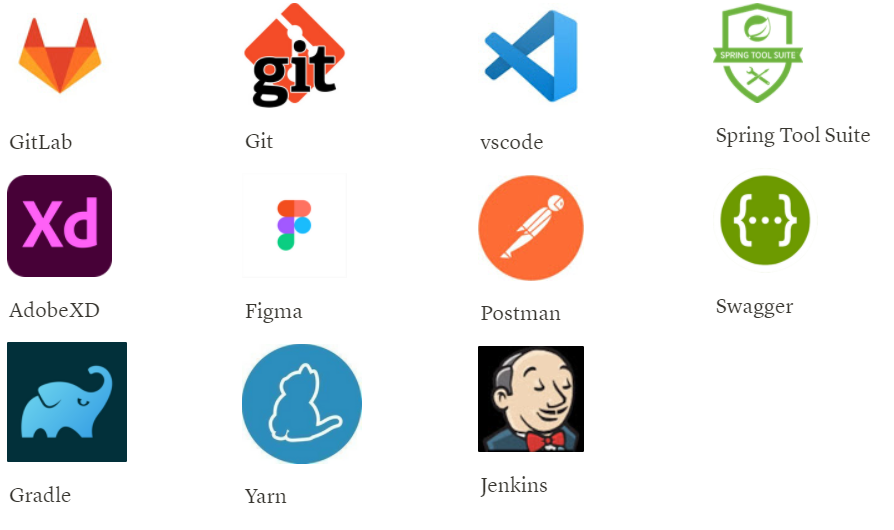 git
SPRING TOOL SUITE
GitLab
Git
vscode
Spring Tool Suite
Xd
{···}
AdobeXD
Figma
Postman
Swagger
Gradle
Yarn
Jenkins